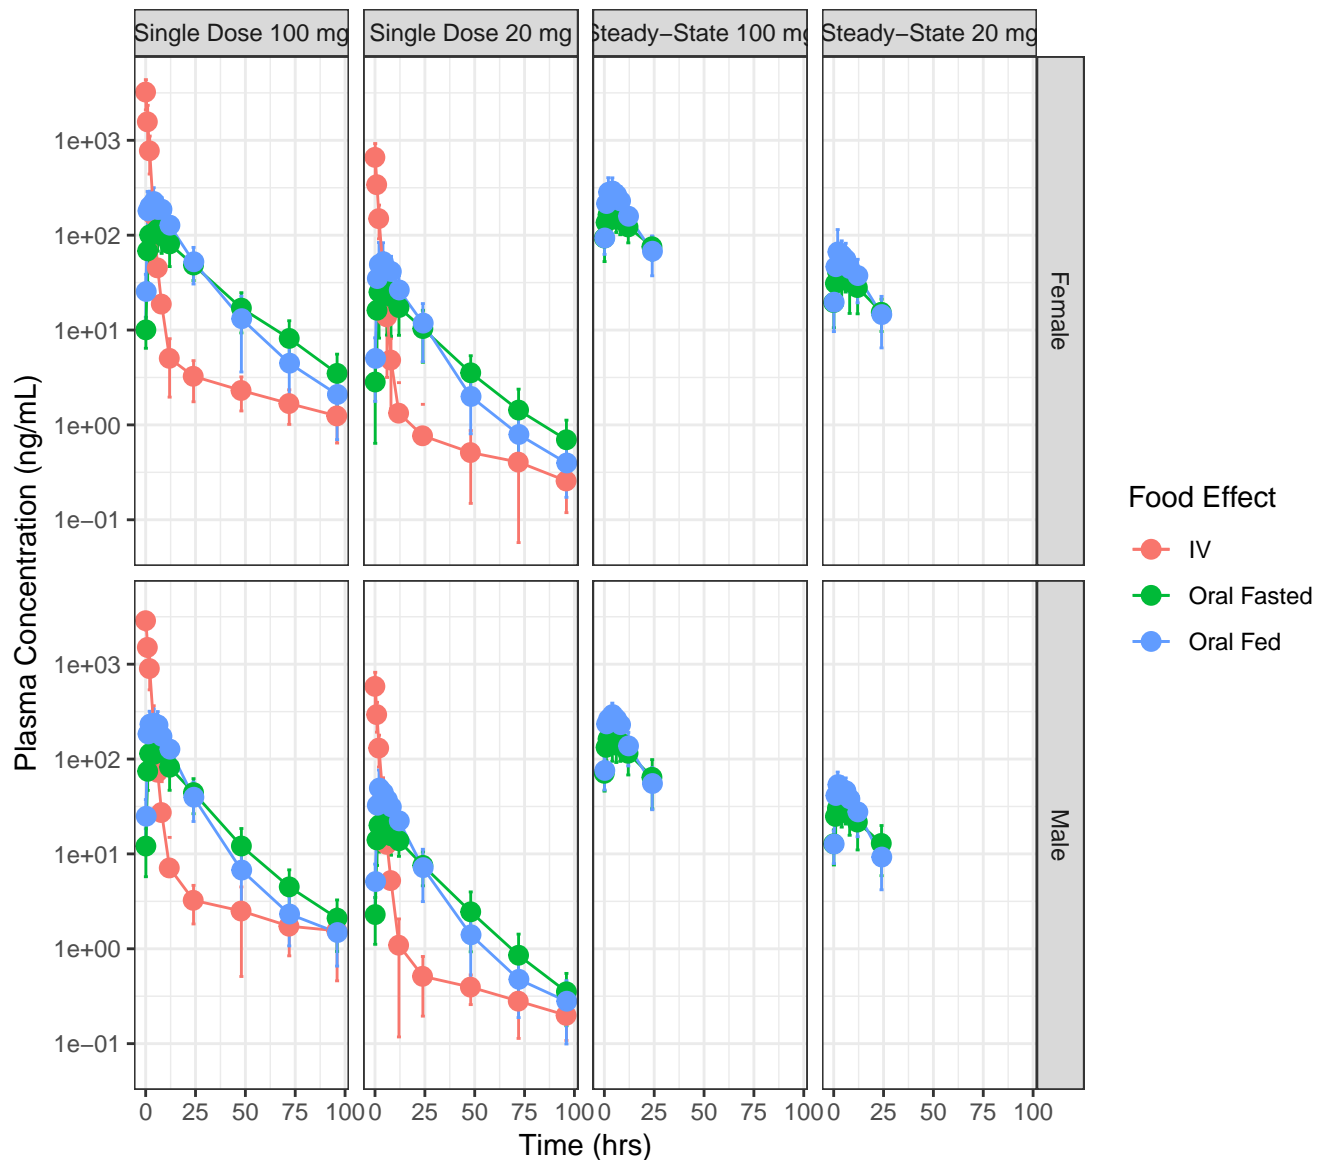 Single Dose 100 mg
Single Dose 20 mg
Steady−State 100 mg
Steady−State 20 mg
1e+03
1e+02
1e+01
1e+00
1e−01
Female
1e+03
1e+02
1e+01
1e+00
1e−01
Male
0 25 50 75 100
0 25 50 75 100
0 25 50 75 100
0 25 50 75 100
Time (hrs)
Plasma Concentration (ng/mL)
Food Effect
IV
Oral Fasted
Oral Fed